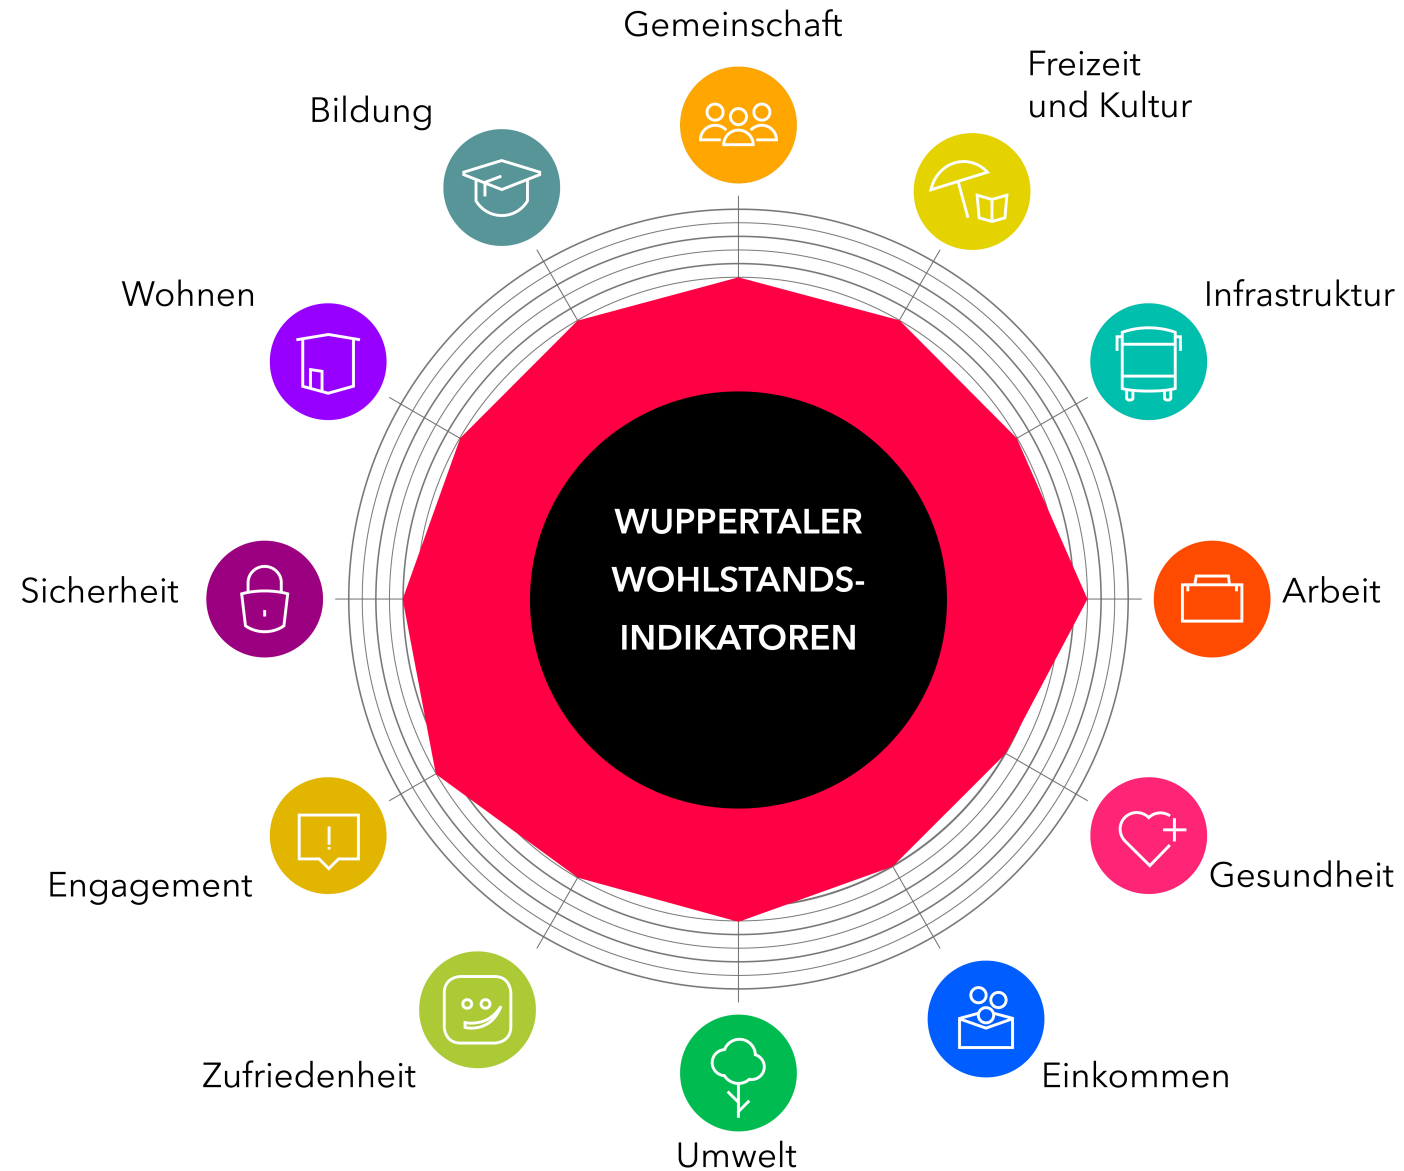 Gemeinschaft
Freizeit
und Kultur
Bildung
Wohnen
Infrastruktur
WUPPERTALER
WOHLSTANDS-
INDIKATOREN
Sicherheit
Arbeit
Engagement
Gesundheit
Zufriedenheit
Einkommen
Umwelt